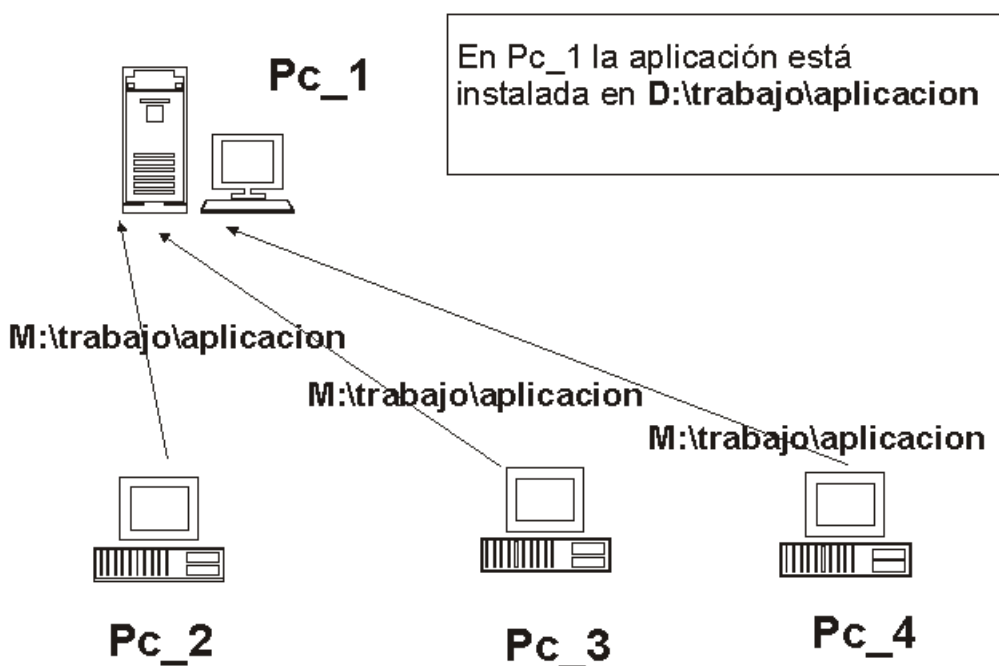 Pc_1
En Pc_1 la aplicación está
instalada en D:\trabajo\aplicacion
M:\trabajo\aplicacion
M:\trabajo\aplicacion
M:\trabajo\aplicacion
Pc_2
Pc_3
Pc_4